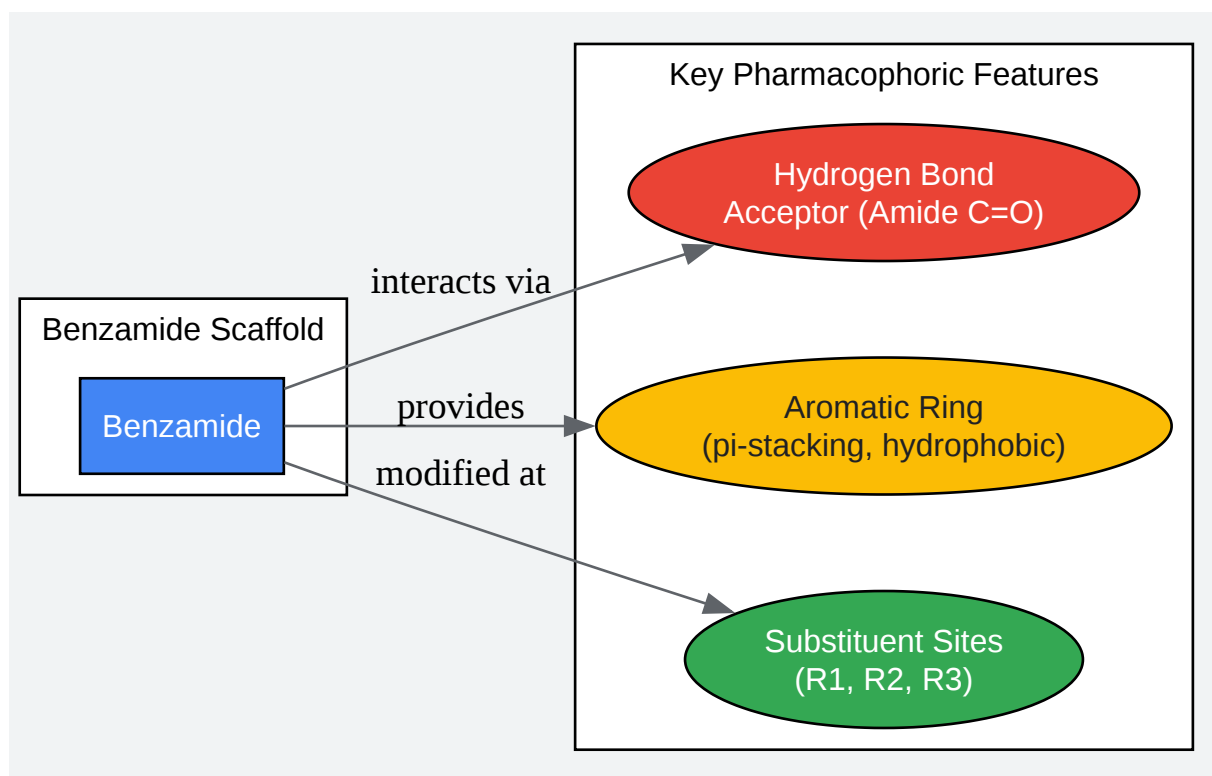 Key Pharmacophoric Features
Hydrogen Bond
Acceptor (Amide C=O)
interacts via
Benzamide Scaffold
Benzamide
provides
Aromatic Ring
(pi-stacking, hydrophobic)
modified at
Substituent Sites
(R1, R2, R3)